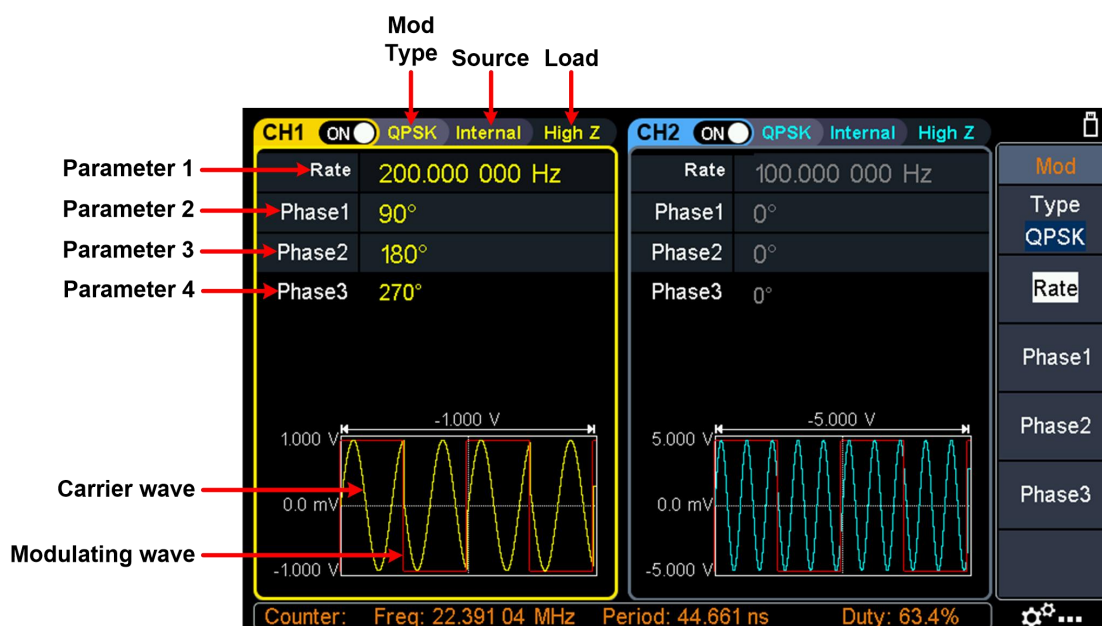 Mod
Type Source Load
CH1 ON QPSK Internal High Z
CH2 ON QPSK Internal High Z
Parameter 1 Rate 200.000 000 Hz
Parameter 2 Phase1 90°
Parameter 3 Phase2 180°
Parameter 4 Phase3 270°
Rate 100.000 000 Hz
Phase1 0°
Phase2 0°
Phase3 0°
-1.000 V
1.000 V
Carrier wave
0.0 mV
Modulating wave
-1.000 V
-5.000 V
5.000 V
0.0 mV
-5.000 V
Mod
Type
QPSK
Rate
Phase1
Phase2
Phase3
Counter: Freq: 22.391 04 MHz Period: 44.661 ns Duty: 63.4%